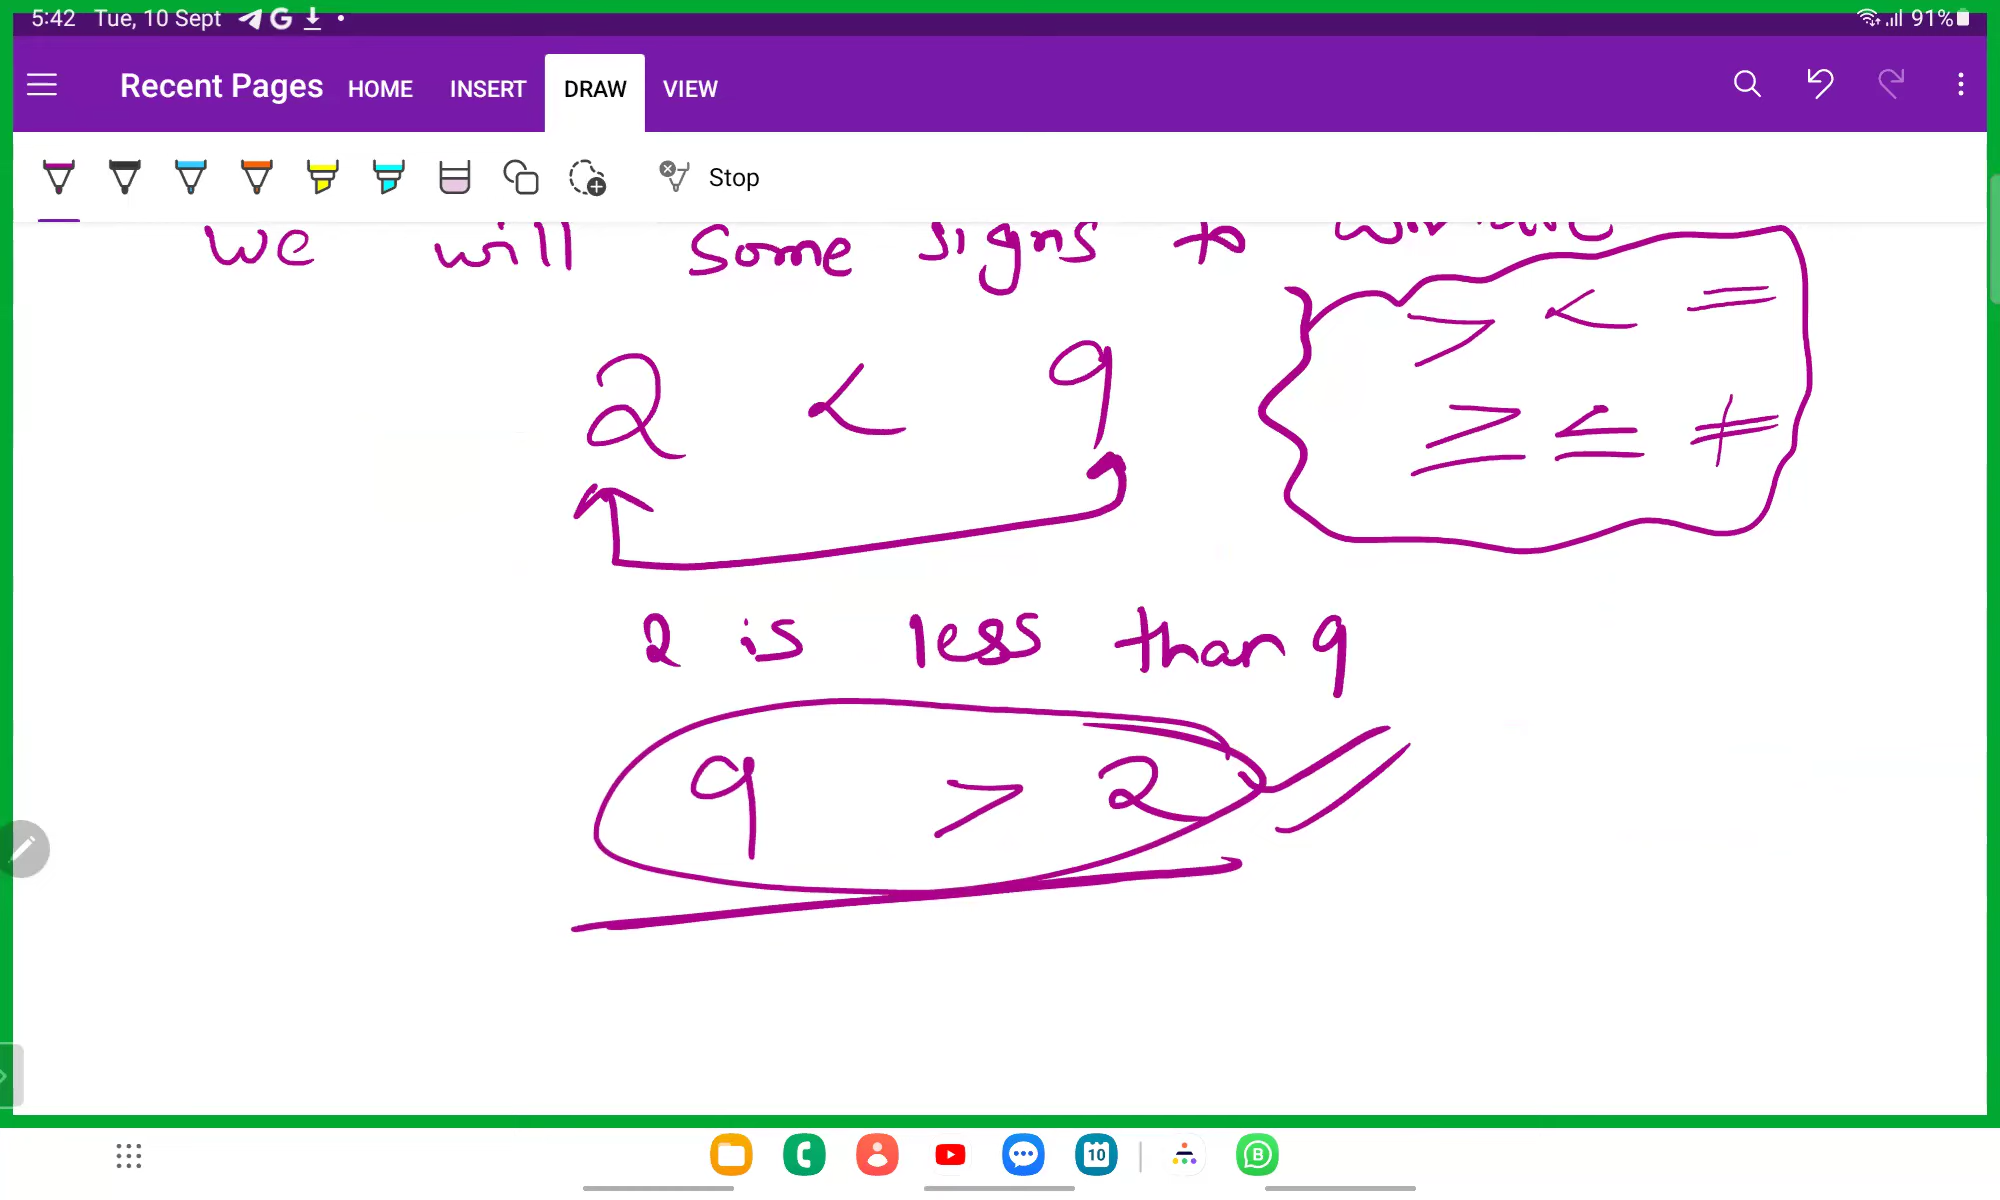 5:42 Tue, 10 Sept 91%
Recent Pages HOME INSERT DRAW VIEW
Stop
We will some signs to
> < =
≥ ≤ ≠
2 < 9
2 is less than 9
9 > 2
10